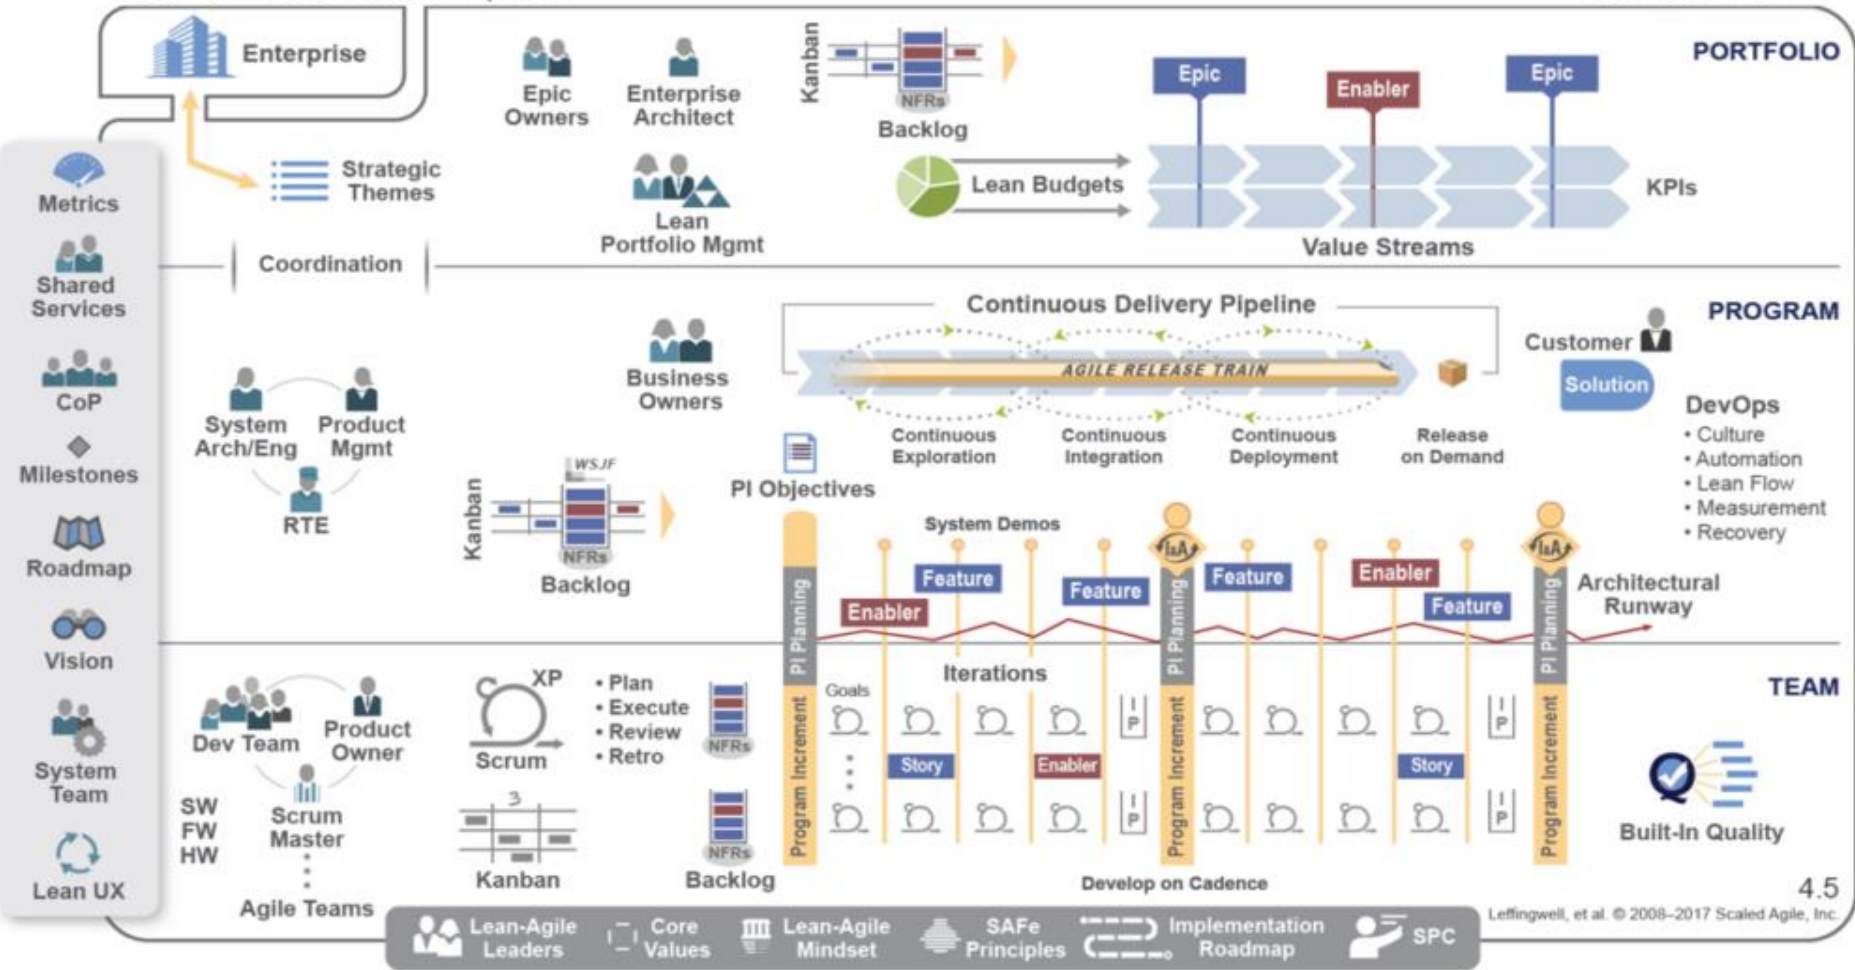 Enterprise
Epic
Owners
Enterprise
Architect
Kanban
NFRs
Backlog
Epic
Enabler
Epic
PORTFOLIO
Strategic
Themes
Lean
Portfolio Mgmt
Lean Budgets
KPIs
Value Streams
Coordination
Metrics
Shared
Services
CoP
Milestones
Roadmap
Vision
System
Team
Lean UX
PROGRAM
Business
Owners
Continuous Delivery Pipeline
AGILE RELEASE TRAIN
Continuous
Exploration
Continuous
Integration
Continuous
Deployment
Release
on Demand
Customer
Solution
DevOps
• Culture
• Automation
• Lean Flow
• Measurement
• Recovery
System
Arch/Eng
Product
Mgmt
RTE
Kanban
WSJF
NFRs
Backlog
PI Objectives
System Demos
I&A
I&A
Enabler
Feature
Feature
Feature
Enabler
Feature
Architectural
Runway
PI Planning
PI Planning
PI Planning
TEAM
Dev Team
Product
Owner
Scrum
Master
SW
FW
HW
Agile Teams
XP
Scrum
• Plan
• Execute
• Review
• Retro
NFRs
3
Kanban
NFRs
Backlog
Iterations
Goals
Program Increment
Program Increment
Program Increment
I
P
I
P
Story
Enabler
Story
I
P
I
P
Develop on Cadence
Built-In Quality
4.5
Leffingwell, et al. © 2008–2017 Scaled Agile, Inc.
Lean-Agile
Leaders
Core
Values
Lean-Agile
Mindset
SAFe
Principles
Implementation
Roadmap
SPC